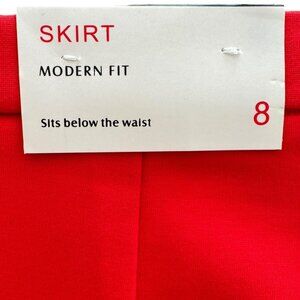 SKIRT
MODERN FIT
Sits below the waist
8